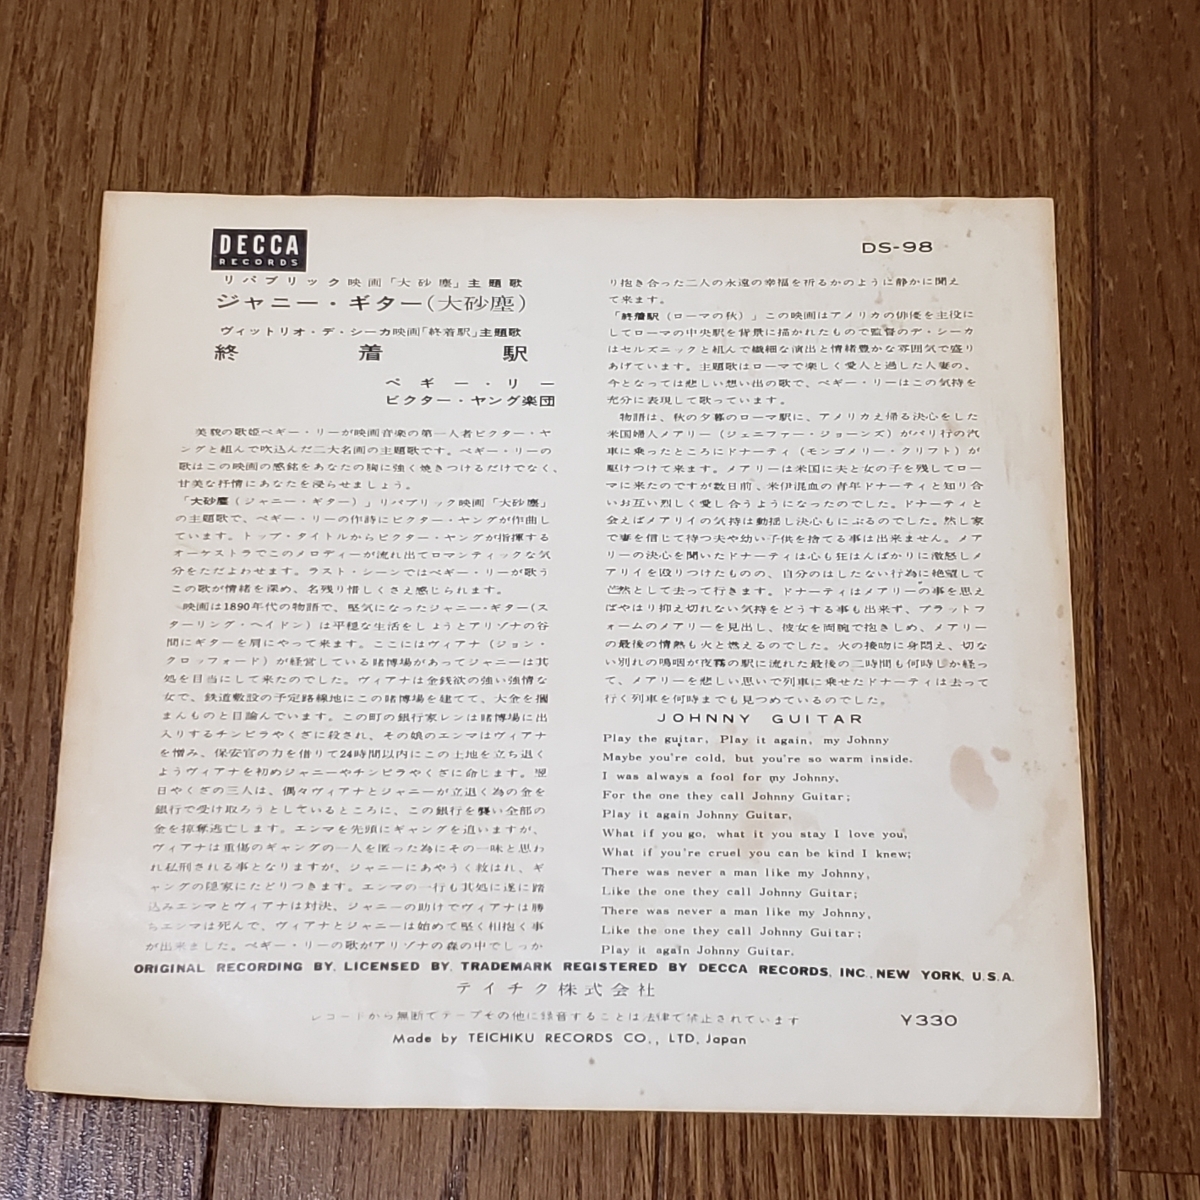 DECCA
RECORDS
DS-98
リパブリック映画「大砂塵」主題歌
ジャニー・ギター(大砂塵)
ヴィットリオ・デ・シーカ映画「終着駅」主題歌
終着駅
ペギー・リー
ビクター・ヤング楽団
美貌の歌姫ペギー・リーが映画音楽の第一人者ビクター・ヤ
ングと組んで吹込んだ二大名画の主題歌です。ペギー・リーの
歌はこの映画の感銘をあなたの胸に強く焼きつけるだけでなく、
甘美な抒情にあなたを浸らせましょう。
「大砂塵(ジャニー・ギター)」リパブリック映画「大砂塵」
の主題歌で、ペギー・リーの作詩にビクター・ヤングが作曲し
ています。トップ・タイトルからビクター・ヤングが指揮する
オーケストラでこのメロディーが流れ出てロマンティックな気
分をただよわせます。ラスト・シーンではペギー・リーが歌う
この歌が情緒を深め、名残り惜しくさえ感じられます。
映画は1890年代の物語で、堅気になったジャニー・ギター(ス
ターリング・ヘイドン)は平穏な生活をしようとアリゾナの谷
間にギターを肩にやって来ます。ここにはヴィアナ(ジョン・
クロッフォード)が経営している賭博場があってジャニーは其
処を目当にして来たのでした。ヴィアナは金銭欲の強い強情な
女で、鉄道敷設の予定路線地にこの賭博場を建てて、大金を摑
まんものと目論んでいます。この町の銀行家レンは賭博場に出
入りするチンピラやくざに殺され、その娘のエンマはヴィアナ
を憎み、保安官の力を借りて24時間以内にこの土地を立ち退く
ようヴィアナを初めジャニーやチンピラやくざに命じます。翌
日やくざの三人は、偶々ヴィアナとジャニーが立退く為の金を
銀行で受け取ろうとしているところに、この銀行を襲い全部の
金を掠奪逃亡します。エンマを先頭にギャングを追いますが、
ヴィアナは重傷のギャングの一人を匿った為にその一味と思わ
れ私刑される事となりますが、ジャニーにあやうく救はれ、ギ
ャングの隠家にたどりつきます。エンマの一行も其処に遂に踏
込みエンマとヴィアナは対決、ジャニーの助けでヴィアナは勝
ちエンマは死んで、ヴィアナとジャニーは始めて堅く相抱く事
が出来ました。ペギー・リーの歌がアリゾナの森の中でしっか
り抱き合った二人の永遠の幸福を祈るかのように静かに聞え
て来ます。
「終着駅(ローマの秋)」この映画はアメリカの俳優を主役に
してローマの中央駅を背景に描かれたもので監督のデ・シーカ
はセルズニックと組んで繊細な演出と情緒豊かな雰囲気で盛り
あげています。主題歌はローマで楽しく愛人と過した人妻の、
今となっては悲しい想い出の歌で、ペギー・リーはこの気持を
充分に表現して歌っています。
物語は、秋の夕暮のローマ駅に、アメリカえ帰る決心をした
米国婦人メアリー(ジェニファー・ジョーンズ)がパリ行の汽
車に乗ったところにドナーティ(モンゴメリー・クリフト)が
駆けつけて来ます。メアリーは米国に夫と女の子を残してロー
マに来たのですが数日前、米伊混血の青年ドナーティと知り合
いお互い烈しく愛し合うようになったのでした。ドナーティと
会えばメアリイの気持は動揺し決心もにぶるのでした。然し家
で妻を信じて待つ夫や幼い子供を捨てる事は出来ません。メア
リーの決心を聞いたドナーティは心も狂はんばかりに激怒しメ
アリイを殴りつけたものの、自分のはしたない行為に絶望して
亡然として去って行きます。ドナーティはメアリーの事を思え
ばやはり抑え切れない気持をどうする事も出来ず、プラットフ
ォームのメアリーを見出し、彼女を両腕で抱きしめ、メアリー
の最後の情熱も火と燃えるのでした。火の接吻に身悶え、切な
い別れの嗚咽が夜霧の駅に流れた最後の二時間も何時しか経っ
て、メアリーを悲しい思いで列車に乗せたドナーティは去って
行く列車を何時までも見つめているのでした。
JOHNNY GUITAR
Play the guitar, Play it again, my Johnny
Maybe you're cold, but you're so warm inside.
I was always a fool for my Johnny,
For the one they call Johnny Guitar;
Play it again Johnny Guitar,
What if you go, what it you stay I love you,
What if you're cruel you can be kind I knew;
There was never a man like my Johnny,
Like the one they call Johnny Guitar;
There was never a man like my Johnny,
Like the one they call Johnny Guitar;
Play it again Johnny Guitar.
ORIGINAL RECORDING BY, LICENSED BY, TRADEMARK REGISTERED BY DECCA RECORDS, INC., NEW YORK, U.S.A.
テイチク株式会社
レコードから無断でテープその他に録音することは法律で禁止されています
¥330
Made by TEICHIKU RECORDS CO., LTD, Japan